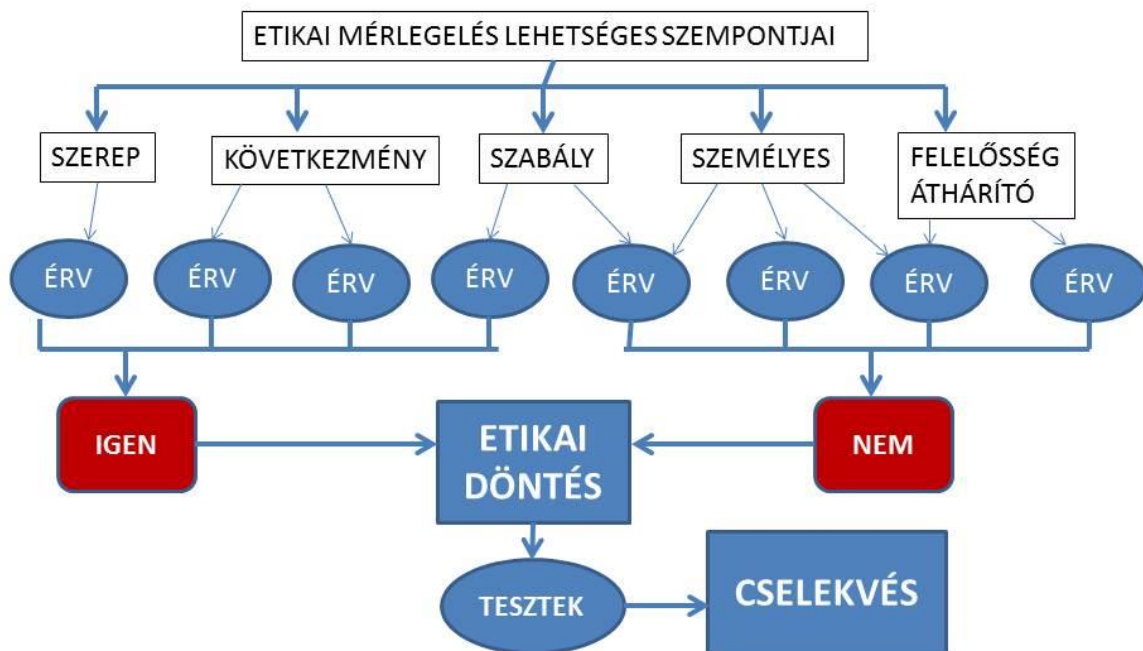 ETIKAI MÉRLEGELÉS LEHETSÉGES SZEMPONTJAI
SZEREP
KÖVETKEZMÉNY
SZABÁLY
SZEMÉLYES
FELELŐSSÉG
ÁTHÁRÍTÓ
ÉRV
ÉRV
ÉRV
ÉRV
ÉRV
ÉRV
ÉRV
ÉRV
IGEN
ETIKAI
DÖNTÉS
NEM
TESZTEK
CSELEKVÉS